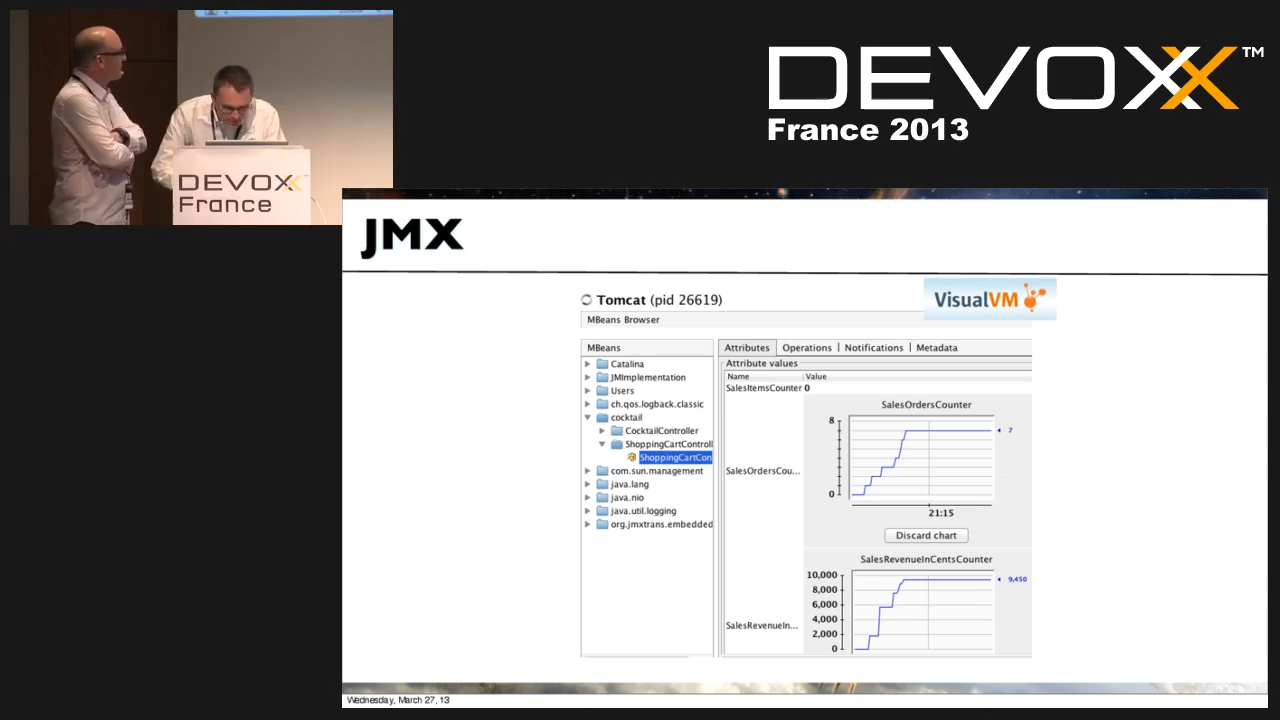 DEVOXX™
France 2013
DEVOXX
France
JMX
Tomcat (pid 26619)
VisualVM
MBeans Browser
MBeans
Catalina
JMImplementation
Users
ch.qos.logback.classic
cocktail
CocktailController
ShoppingCartControll
ShoppingCartCon
com.sun.management
java.lang
java.nio
java.util.logging
org.jmxtrans.embedded
Attributes | Operations | Notifications | Metadata
Attribute values
Name Value
SalesItemsCounter 0
SalesOrdersCounter
8
7
SalesOrdersCou...
0
21:15
Discard chart
SalesRevenueInCentsCounter
10,000
9,450
8,000
6,000
4,000
SalesRevenueIn...
2,000
0
Wednesday, March 27, 13